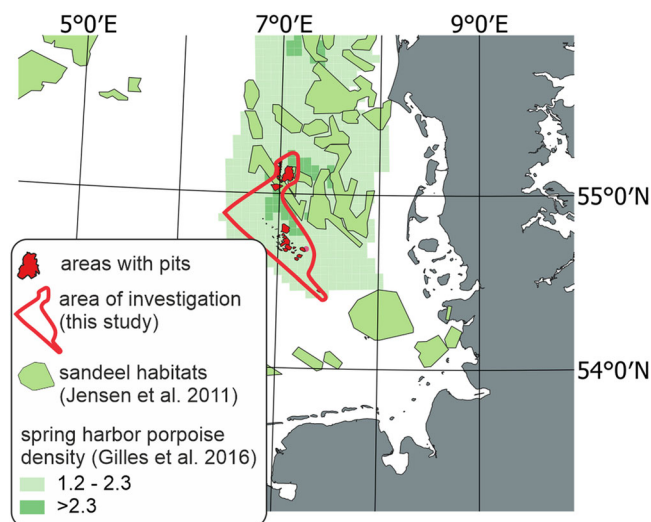 5°0′E 7°0′E 9°0′E
55°0′N
54°0′N
areas with pits
area of investigation
(this study)
sandeel habitats
(Jensen et al. 2011)
spring harbor porpoise
density (Gilles et al. 2016)
1.2 - 2.3
>2.3